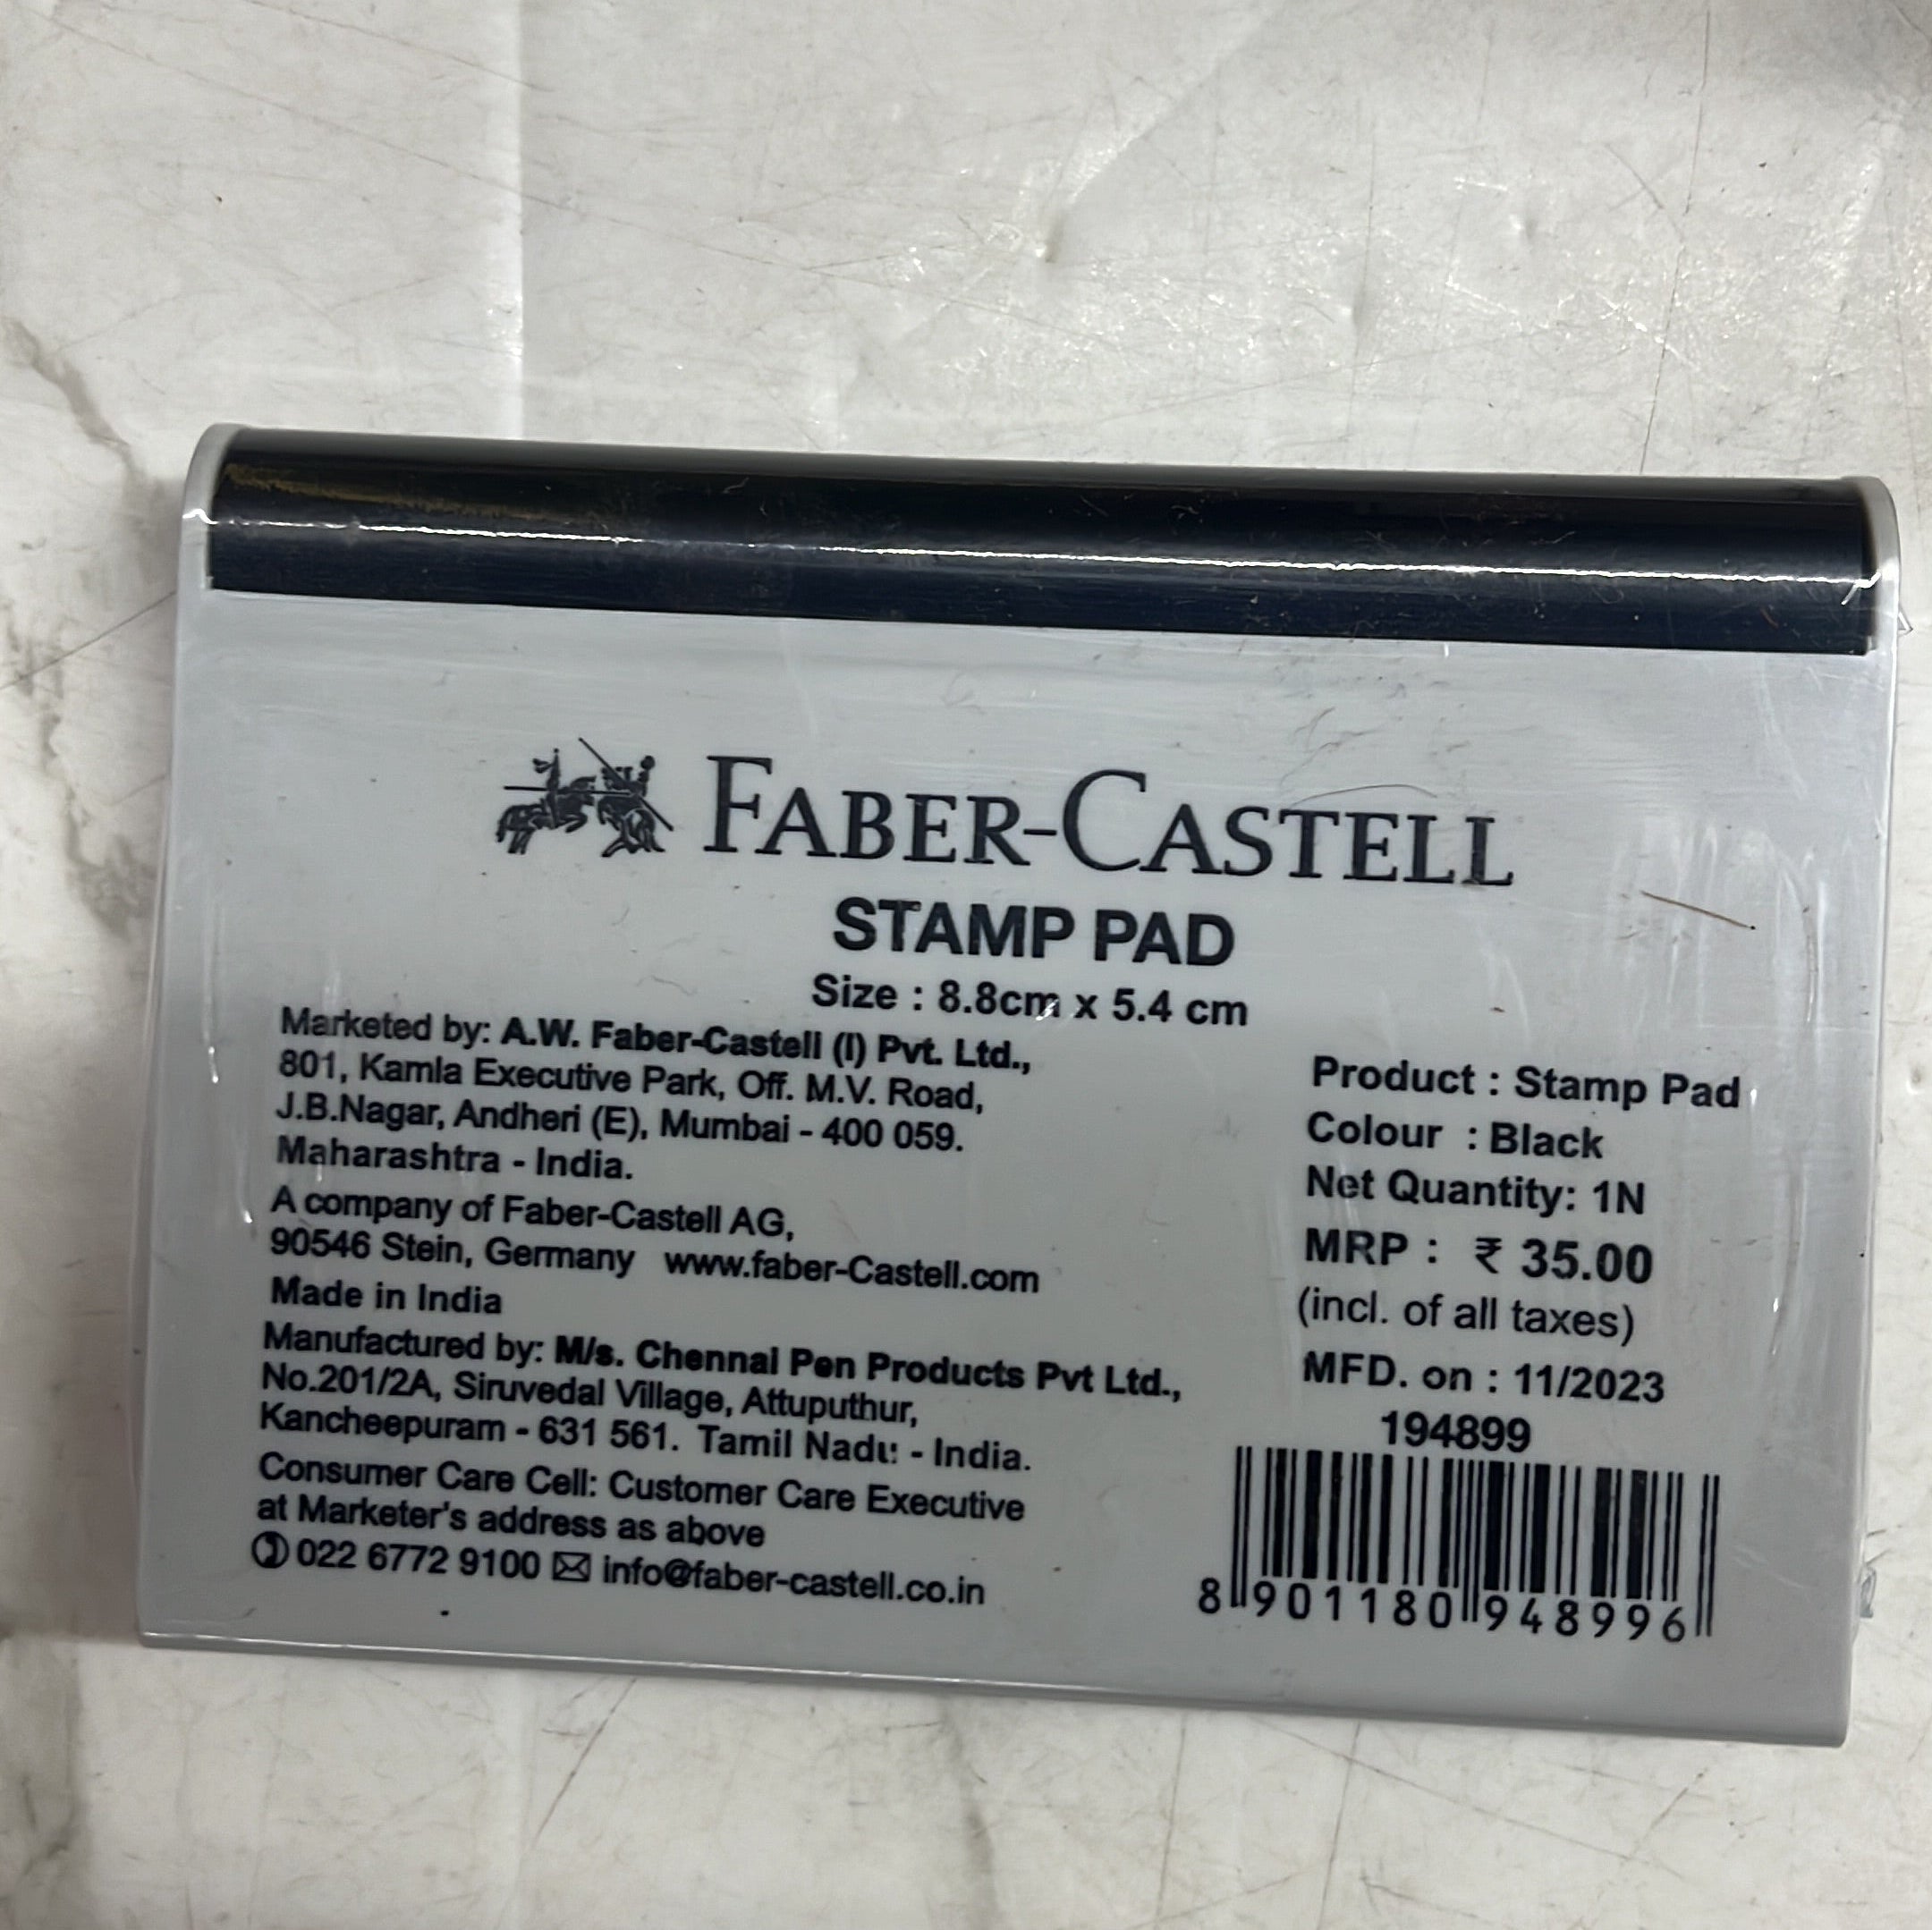 FABER-CASTELL
STAMP PAD
Size : 8.8cm x 5.4 cm
Marketed by: A.W. Faber-Castell (I) Pvt. Ltd.,
801, Kamla Executive Park, Off. M.V. Road,
J.B.Nagar, Andheri (E), Mumbai - 400 059.
Maharashtra - India.
A company of Faber-Castell AG,
90546 Stein, Germany www.faber-Castell.com
Made in India
Manufactured by: M/s. Chennai Pen Products Pvt Ltd.,
No.201/2A, Siruvedal Village, Attuputhur,
Kancheepuram - 631 561. Tamil Nadu - India.
Consumer Care Cell: Customer Care Executive
at Marketer's address as above
022 6772 9100 info@faber-castell.co.in
Product : Stamp Pad
Colour : Black
Net Quantity: 1N
MRP : ₹ 35.00
(incl. of all taxes)
MFD. on : 11/2023
194899
8 901180 948996